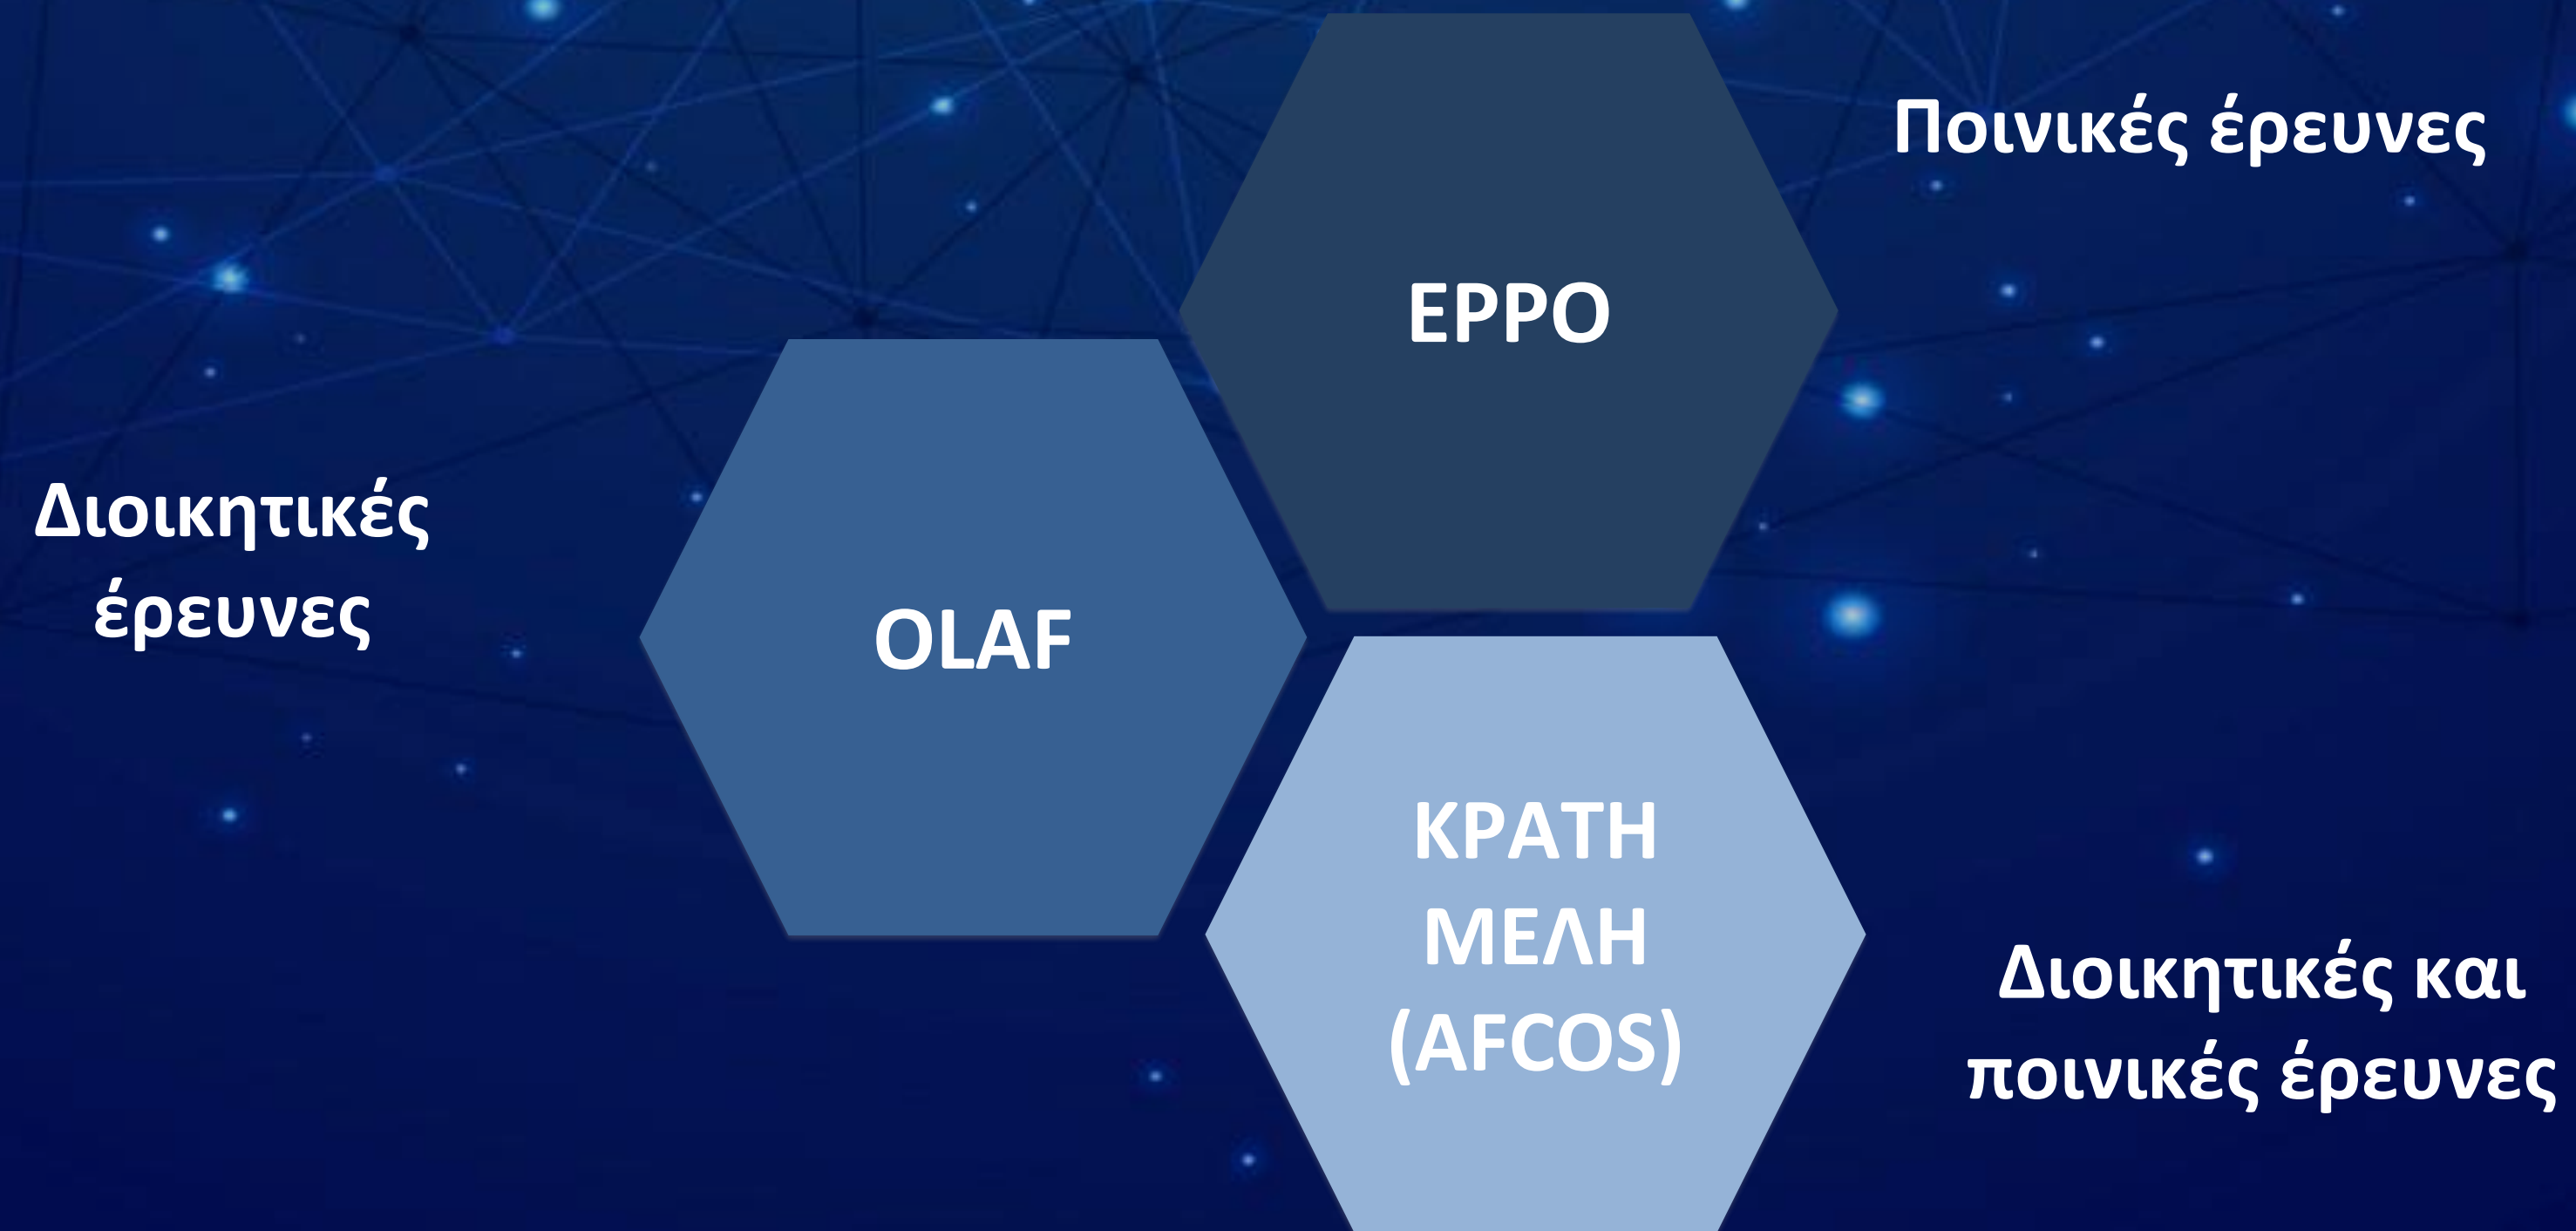 Ποινικές έρευνες
EPPO
Διοικητικές
έρευνες
OLAF
ΚΡΑΤΗ
ΜΕΛΗ
(AFCOS)
Διοικητικές και
ποινικές έρευνες